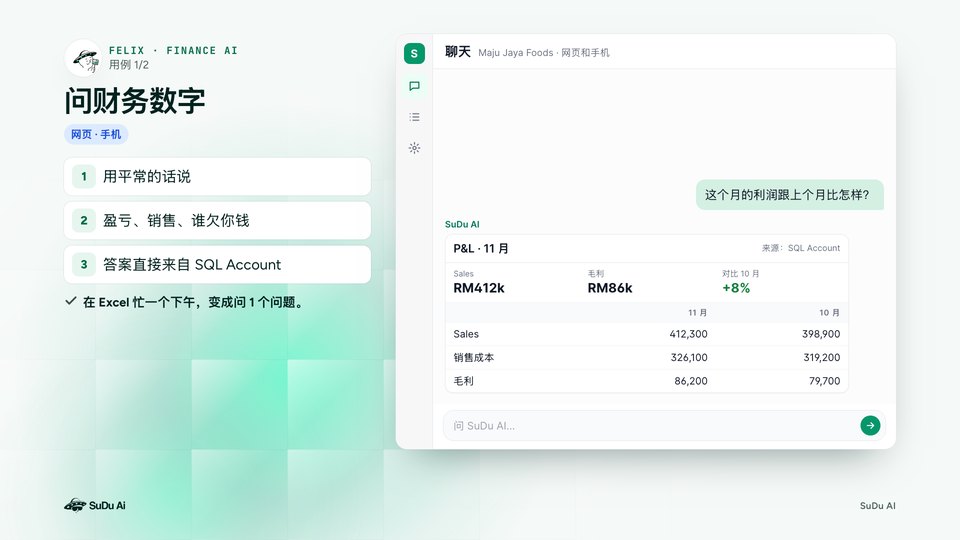 FELIX · FINANCE AI
用例 1/2
问财务数字
网页 · 手机
1 用平常的话说
2 盈亏、销售、谁欠你钱
3 答案直接来自 SQL Account
在 Excel 忙一个下午，变成问 1 个问题。
SuDu Ai
S
聊天 Maju Jaya Foods · 网页和手机
这个月的利润跟上个月比怎样？
SuDu AI
P&L · 11 月 来源：SQL Account
Sales 毛利 对比 10 月
RM412k RM86k +8%
11 月 10 月
Sales 412,300 398,900
销售成本 326,100 319,200
毛利 86,200 79,700
问 SuDu AI...
SuDu AI